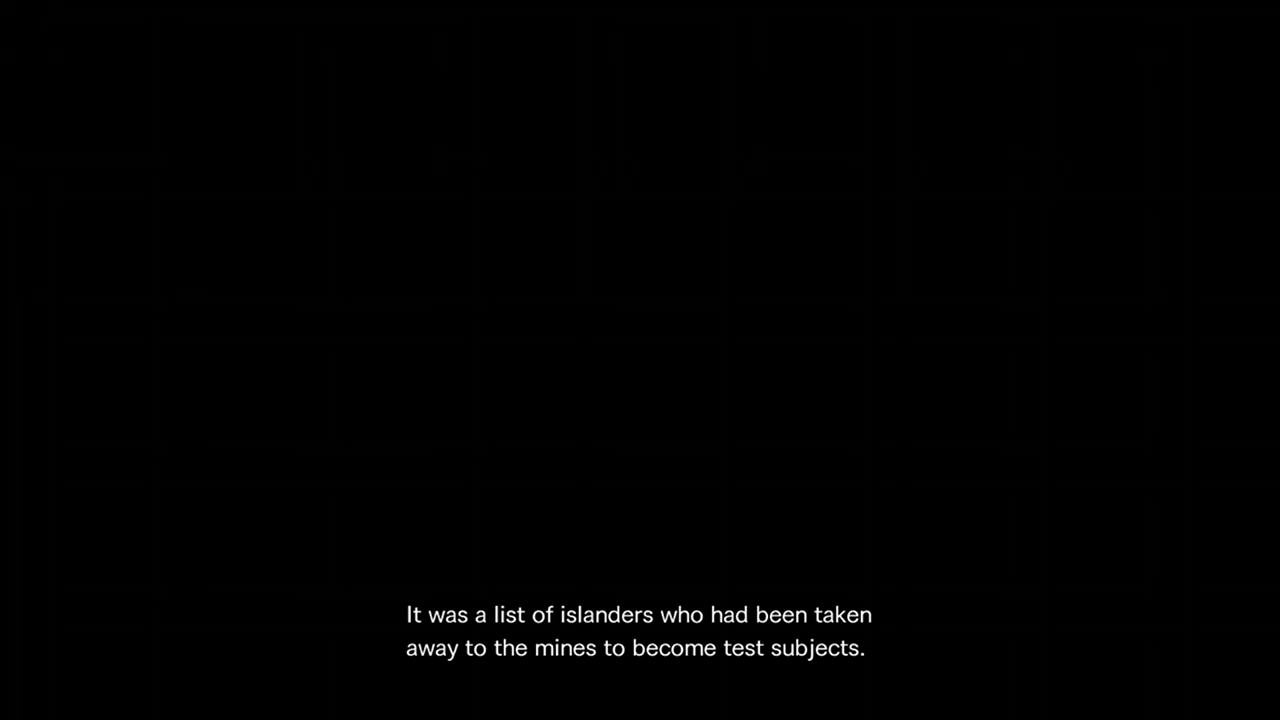 It was a list of islanders who had been taken
away to the mines to become test subjects.